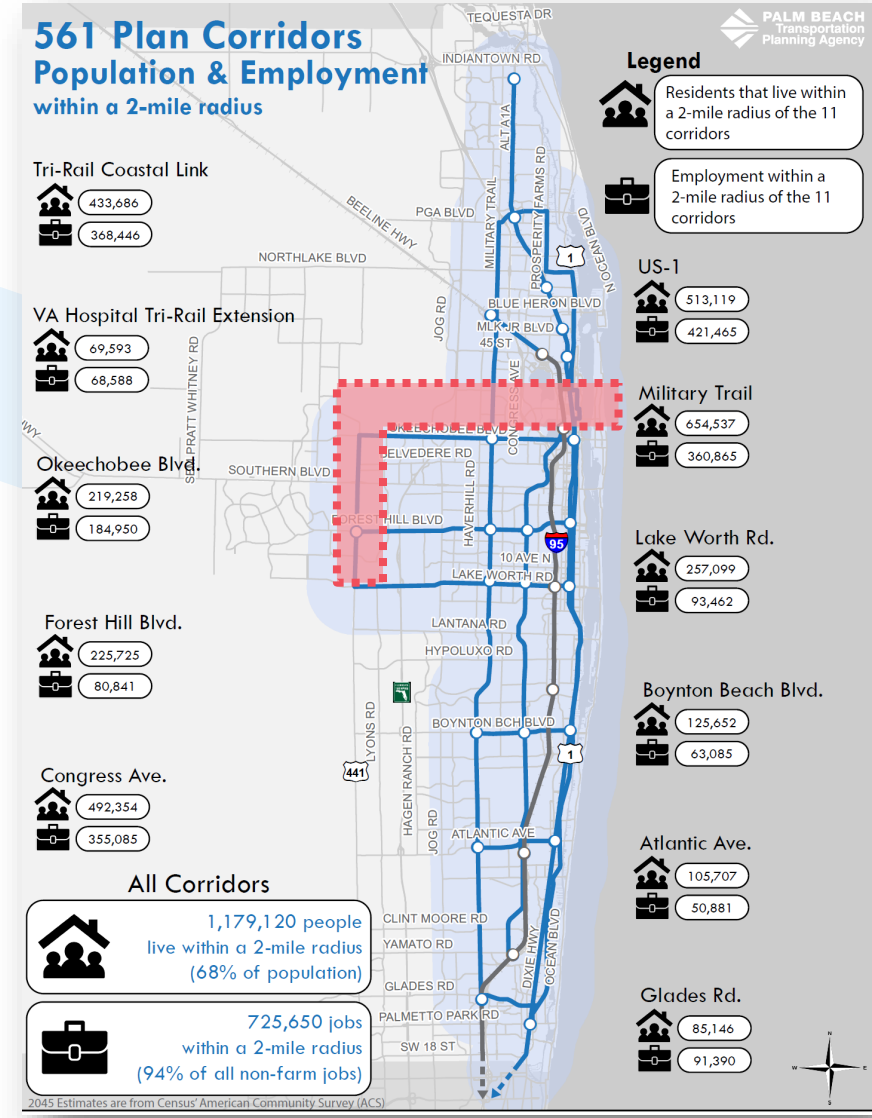 561 Plan Corridors
Population & Employment
within a 2-mile radius
PALM BEACH
Transportation
Planning Agency
Legend
Residents that live within
a 2-mile radius of the 11
corridors
Employment within a
2-mile radius of the 11
corridors
Tri-Rail Coastal Link
433,686
368,446
VA Hospital Tri-Rail Extension
69,593
68,588
Okeechobee Blvd.
219,258
184,950
Forest Hill Blvd.
225,725
80,841
Congress Ave.
492,354
355,085
US-1
513,119
421,465
Military Trail
654,537
360,865
Lake Worth Rd.
257,099
93,462
Boynton Beach Blvd.
125,652
63,085
Atlantic Ave.
105,707
50,881
Glades Rd.
85,146
91,390
All Corridors
1,179,120 people
live within a 2-mile radius
(68% of population)
725,650 jobs
within a 2-mile radius
(94% of all non-farm jobs)
2045 Estimates are from Census' American Community Survey (ACS)
TEQUESTA DR
INDIANTOWN RD
ALT A1A
MILITARY TRAIL
PROSPERITY FARMS RD
N OCEAN BLVD
BEELINE HWY
PGA BLVD
NORTHLAKE BLVD
1
JOG RD
BLUE HERON BLVD
MLK JR BLVD
45 ST
CONGRESS AVE
SEM PRATT WHITNEY RD
OKEECHOBEE BLVD
BELVEDERE RD
SOUTHERN BLVD
HAVERHILL RD
FOREST HILL BLVD
95
10 AVE N
LAKE WORTH RD
LANTANA RD
HYPOLUXO RD
LYONS RD
BOYNTON BCH BLVD
1
441
HAGEN RANCH RD
JOG RD
ATLANTIC AVE
CLINT MOORE RD
YAMATO RD
DIXIE HWY
OCEAN BLVD
GLADES RD
PALMETTO PARK RD
SW 18 ST
N
W
E
S